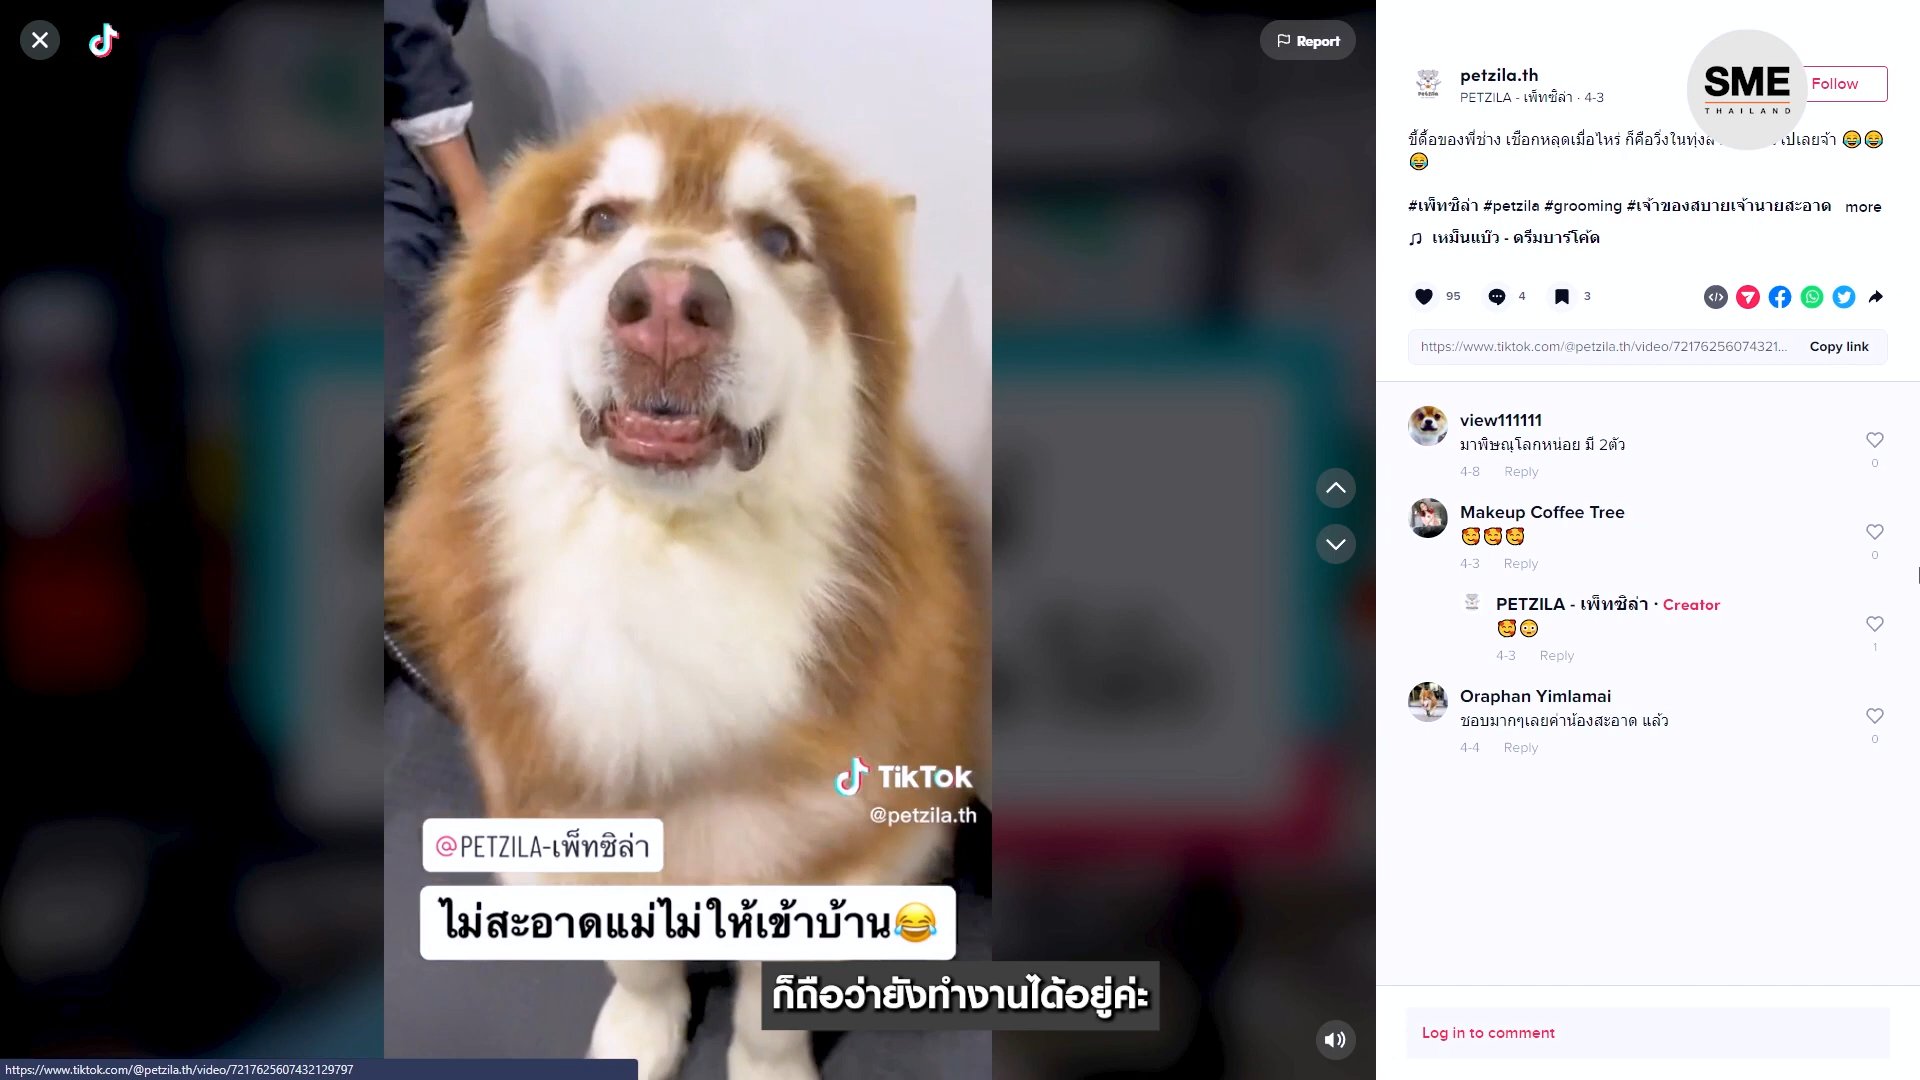 Report
TikTok
@petzila.th
@PETZILA-เพ็ทซิล่า
ไม่สะอาดแม่ไม่ให้เข้าบ้าน😂
ก็ถือว่ายังทำงานได้อยู่ค่ะ
https://www.tiktok.com/@petzila.th/video/7217625607432129797
petzila.th
PETZILA - เพ็ทซิล่า · 4-3
SME
THAILAND
Follow
ขี้ดื้อของพี่ช่าง เชือกหลุดเมื่อไหร่ ก็คือวิ่งใน เลยจ้า 😂😂
😂
#เพ็ทซิล่า #petzila #grooming #เจ้าของสบายเจ้านายสะอาด more
เหม็นแบ๊ว - ดรีมบาร์โค้ด
95 4 3
https://www.tiktok.com/@petzila.th/video/72176256074321... Copy link
view111111
มาพิษณุโลกหน่อย มี 2ตัว
0
4-8 Reply
Makeup Coffee Tree
🥰🥰🥰
0
4-3 Reply
PETZILA - เพ็ทซิล่า · Creator
🥰😳
1
4-3 Reply
Oraphan Yimlamai
ชอบมากๆเลยค่าน้องสะอาด แล้ว
0
4-4 Reply
Log in to comment